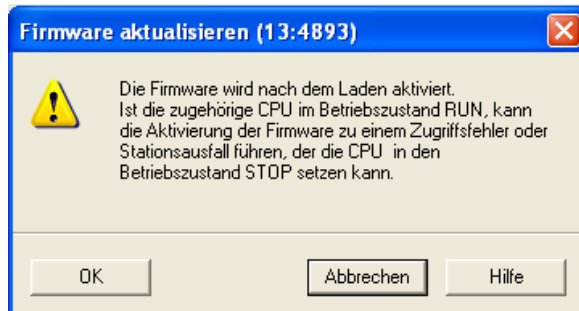 Firmware aktualisieren (13:4893)
Die Firmware wird nach dem Laden aktiviert.
Ist die zugehörige CPU im Betriebszustand RUN, kann
die Aktivierung der Firmware zu einem Zugriffsfehler oder
Stationsausfall führen, der die CPU in den
Betriebszustand STOP setzen kann.
OK
Abbrechen
Hilfe